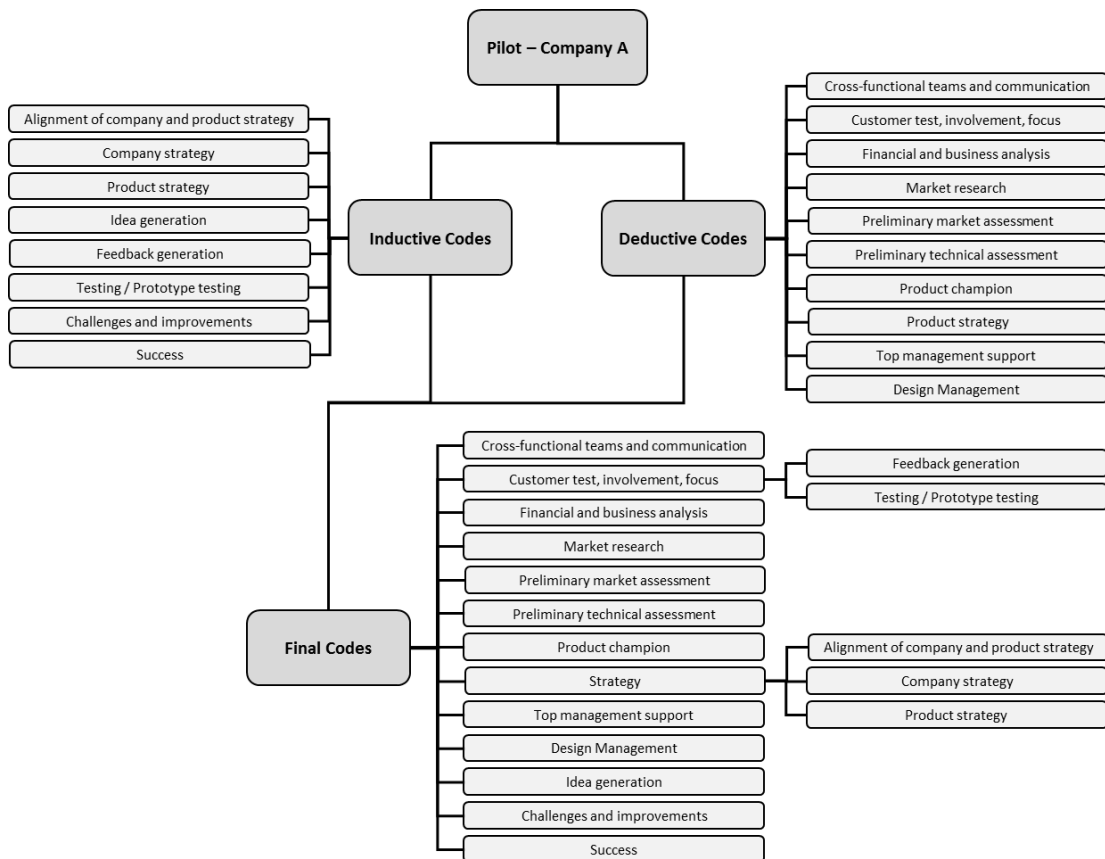 Pilot – Company A
Alignment of company and product strategy
Company strategy
Product strategy
Idea generation
Feedback generation
Testing / Prototype testing
Challenges and improvements
Success
Inductive Codes
Deductive Codes
Cross-functional teams and communication
Customer test, involvement, focus
Financial and business analysis
Market research
Preliminary market assessment
Preliminary technical assessment
Product champion
Product strategy
Top management support
Design Management
Final Codes
Cross-functional teams and communication
Customer test, involvement, focus
Financial and business analysis
Market research
Preliminary market assessment
Preliminary technical assessment
Product champion
Strategy
Top management support
Design Management
Idea generation
Challenges and improvements
Success
Feedback generation
Testing / Prototype testing
Alignment of company and product strategy
Company strategy
Product strategy